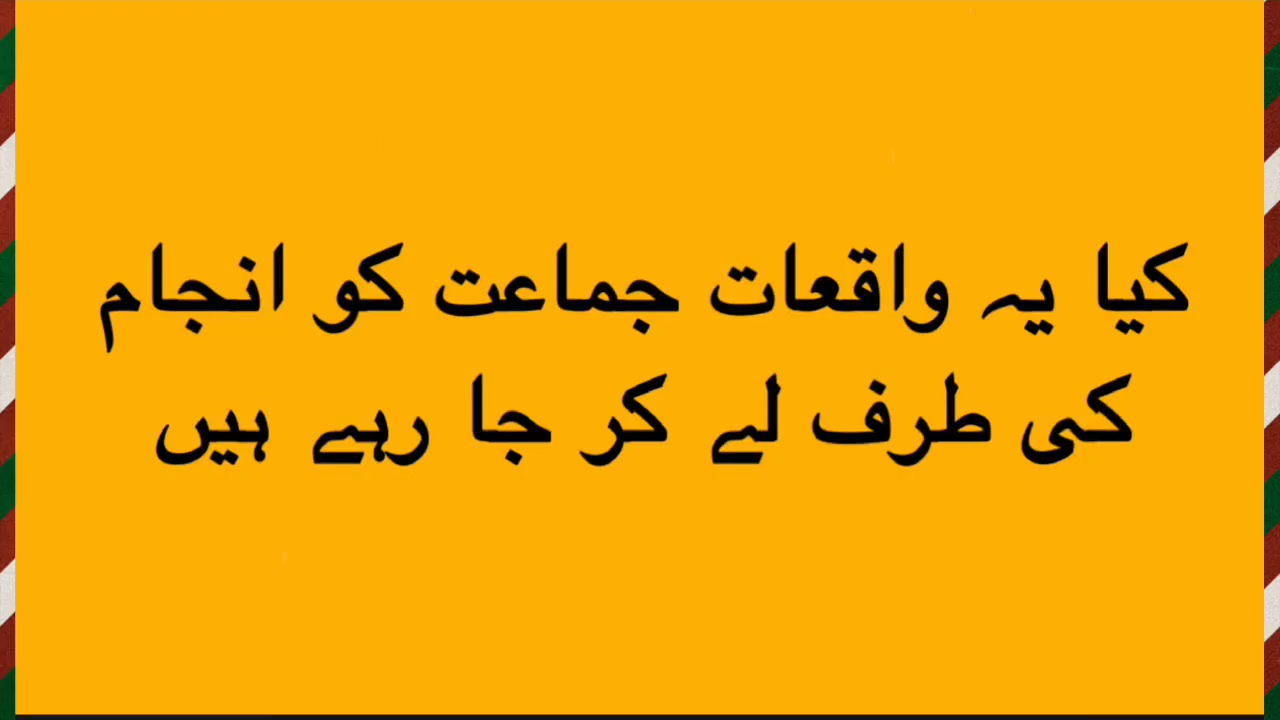 کیا یہ واقعات جماعت کو انجام
کی طرف لے کر جا رہے ہیں